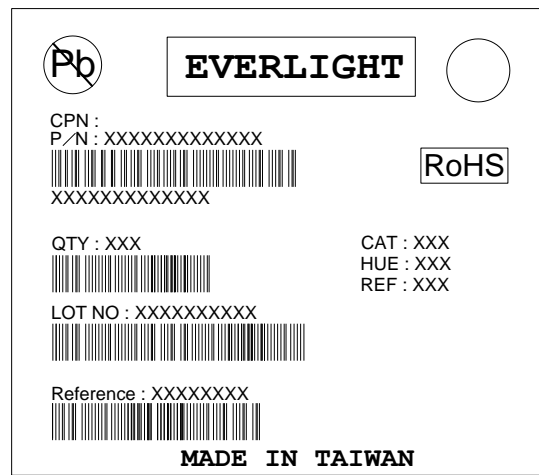 Pb
EVERLIGHT
CPN :
P/N : XXXXXXXXXXXXX
RoHS
XXXXXXXXXXXXX
QTY : XXX
CAT : XXX
HUE : XXX
REF : XXX
LOT NO : XXXXXXXXXX
Reference : XXXXXXXX
MADE IN TAIWAN